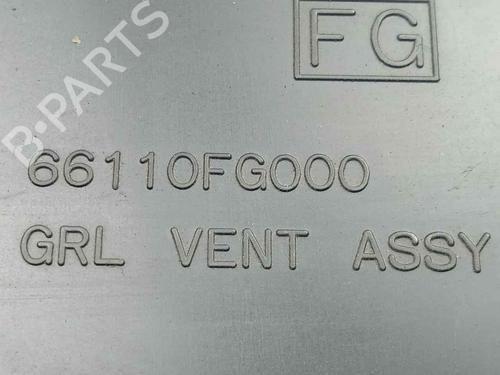 B-PARTS
FG
66110FG000
GRL VENT ASSY